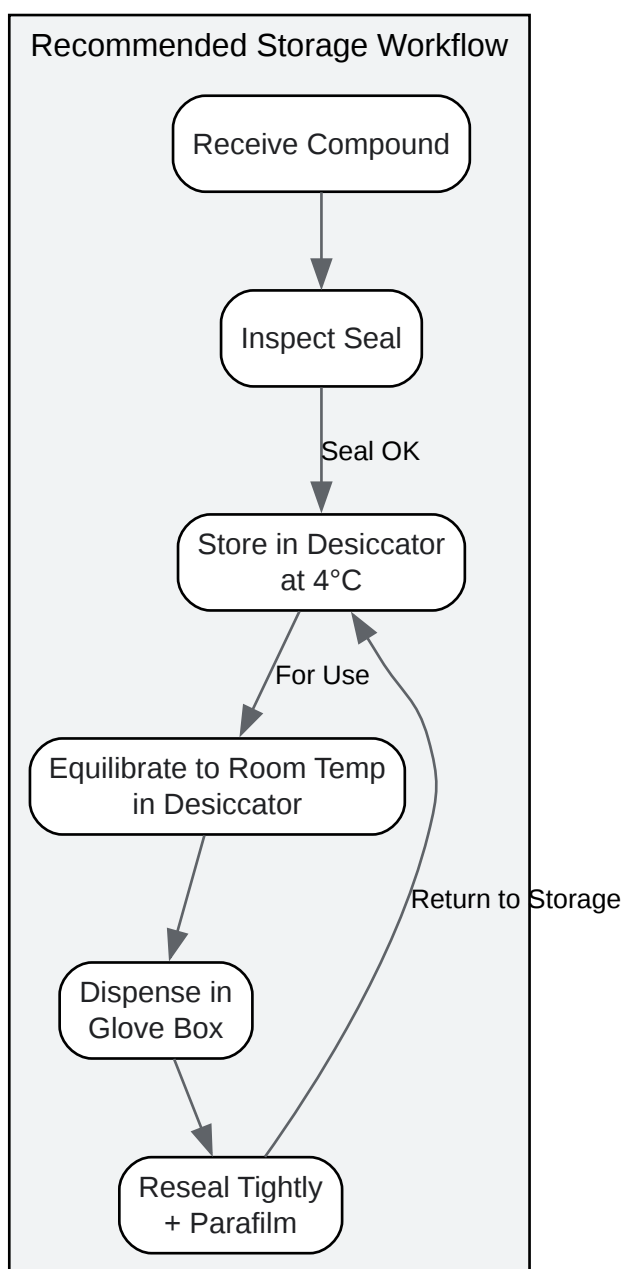 Recommended Storage Workflow
Receive Compound
Inspect Seal
Seal OK
Store in Desiccator
at 4°C
For Use
Equilibrate to Room Temp
in Desiccator
Return to Storage
Dispense in
Glove Box
Reseal Tightly
+ Parafilm